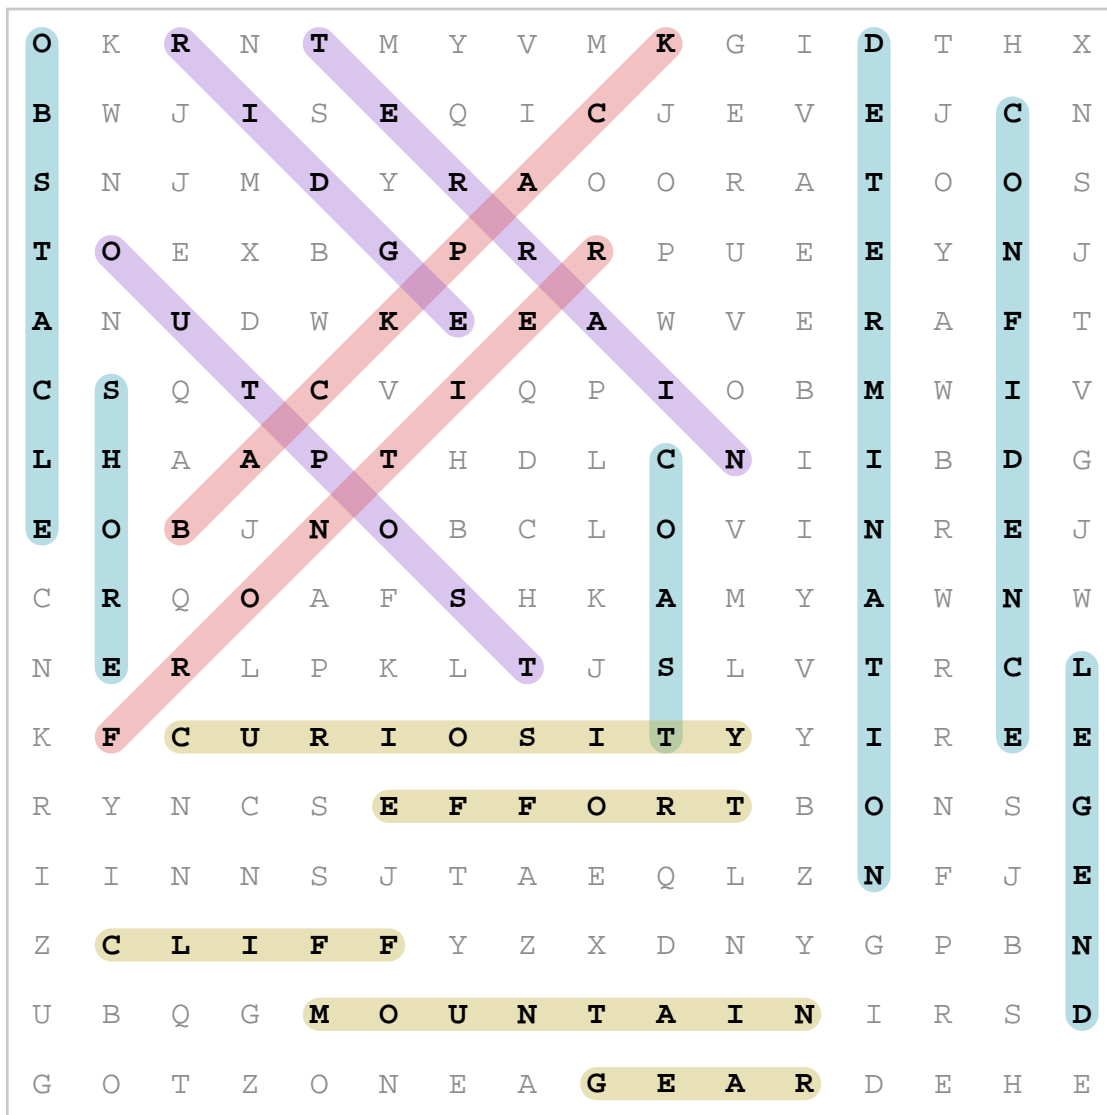 O K R N T M Y V M K G I D T H X
B W J I S E Q I C J E V E J C N
S N J M D Y R A O O R A T O O S
T O E X B G P R R P U E E Y N J
A N U D W K E E A W V E R A F T
C S Q T C V I Q P I O B M W I V
L H A A P T H D L C N I I B D G
E O B J N O B C L O V I N R E J
C R Q O A F S H K A M Y A W N W
N E R L P K L T J S L V T R C L
K F C U R I O S I T Y Y I R E E
R Y N C S E F F O R T B O N S G
I I N N S J T A E Q L Z N F J E
Z C L I F F Y Z X D N Y G P B N
U B Q G M O U N T A I N I R S D
G O T Z O N E A G E A R D E H E